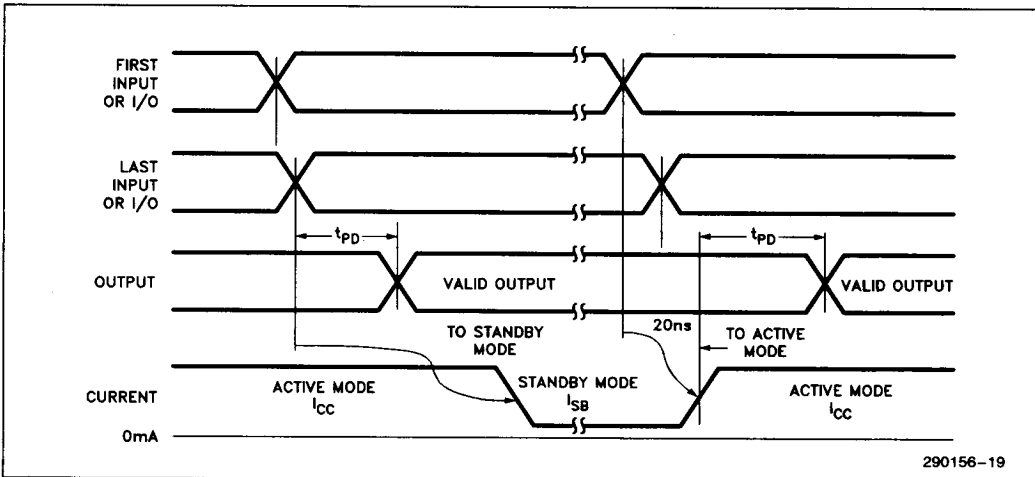 FIRST
INPUT
OR I/O
LAST
INPUT
OR I/O
tPD
tPD
OUTPUT
VALID OUTPUT
VALID OUTPUT
TO STANDBY
MODE
20ns
TO ACTIVE
MODE
CURRENT
ACTIVE MODE
ICC
STANDBY MODE
ISB
ACTIVE MODE
ICC
0mA
290156-19